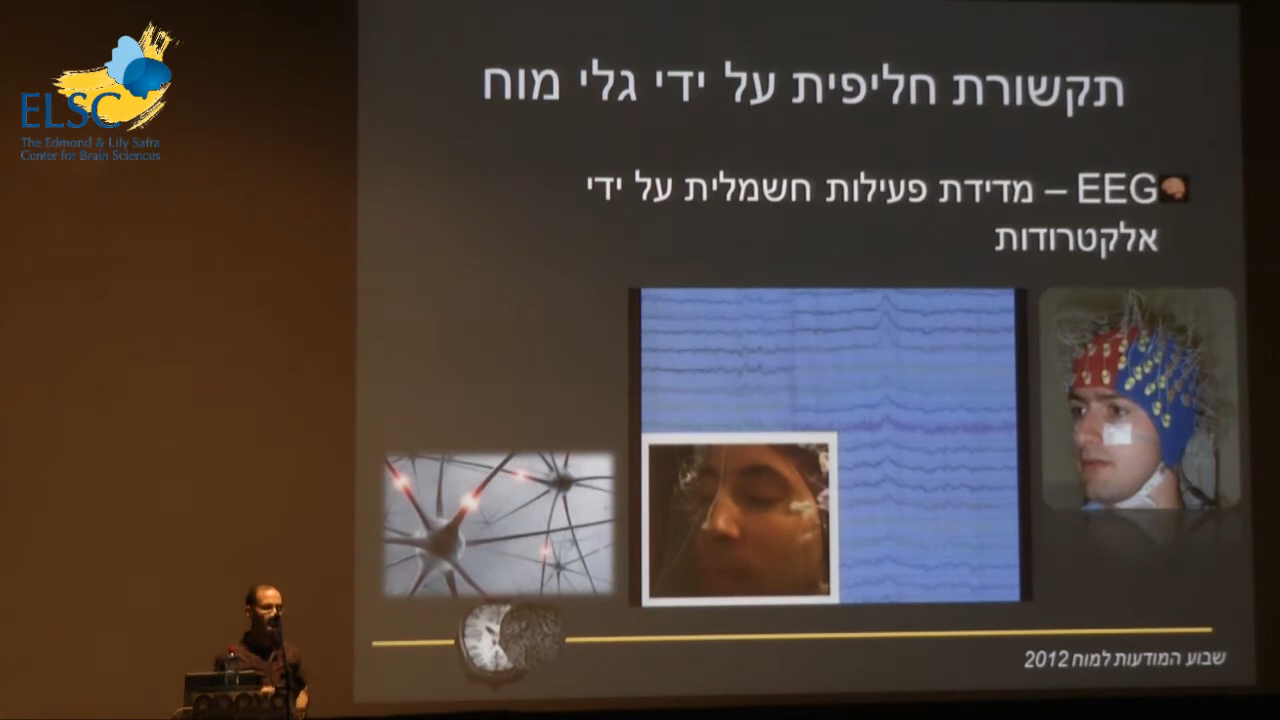 ELSC
The Edmond & Lily Safra
Center for Brain Sciences
תקשורת חליפית על ידי גלי מוח
EEG – מדידת פעילות חשמלית על ידי
אלקטרודות
שבוע המודעות למוח 2012